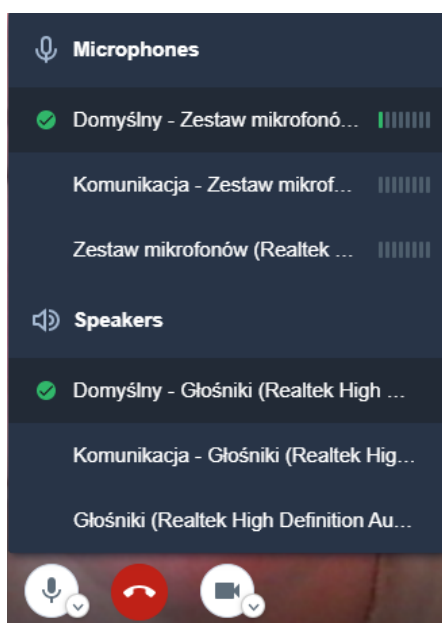 Microphones
Domyślny - Zestaw mikrofonó...
Komunikacja - Zestaw mikrof...
Zestaw mikrofonów (Realtek ...
Speakers
Domyślny - Głośniki (Realtek High ...
Komunikacja - Głośniki (Realtek Hig...
Głośniki (Realtek High Definition Au...